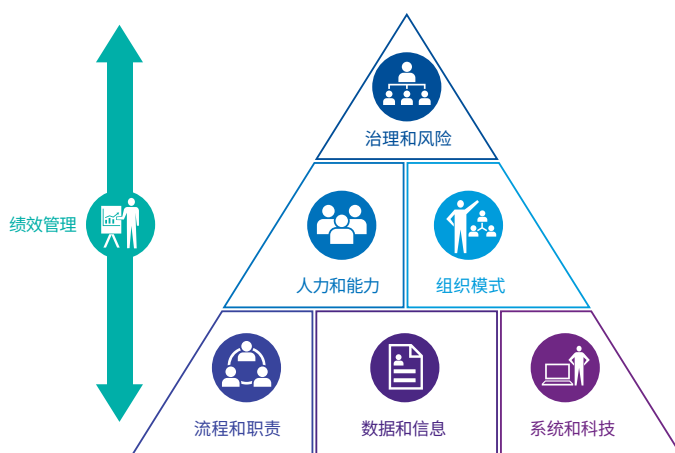 治理和风险
绩效管理
人力和能力
组织模式
流程和职责
数据和信息
系统和科技